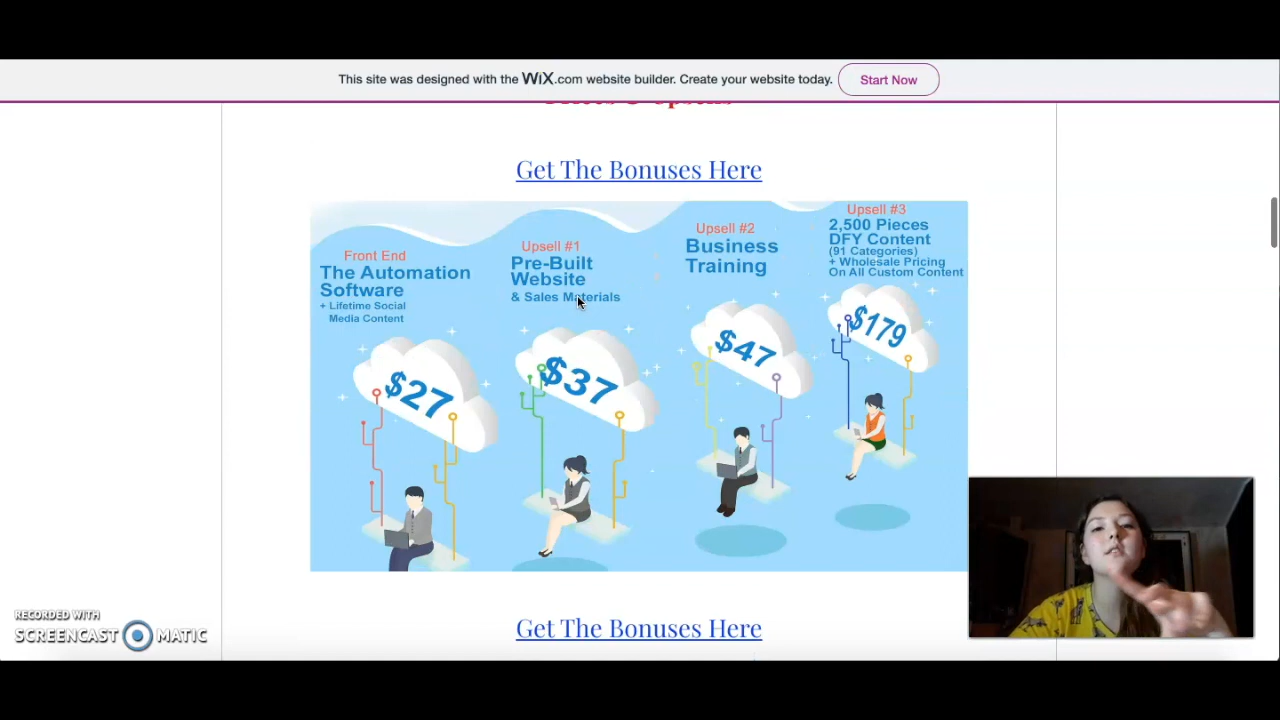 This site was designed with the WiX.com website builder. Create your website today.
Start Now
Get The Bonuses Here
Front End
The Automation
Software
+ Lifetime Social
Media Content
$27
Upsell #1
Pre-Built
Website
& Sales Materials
$37
Upsell #2
Business
Training
$47
Upsell #3
2,500 Pieces
DFY Content
(91 Categories)
+ Wholesale Pricing
On All Custom Content
$179
Get The Bonuses Here
RECORDED WITH
SCREENCAST MATIC